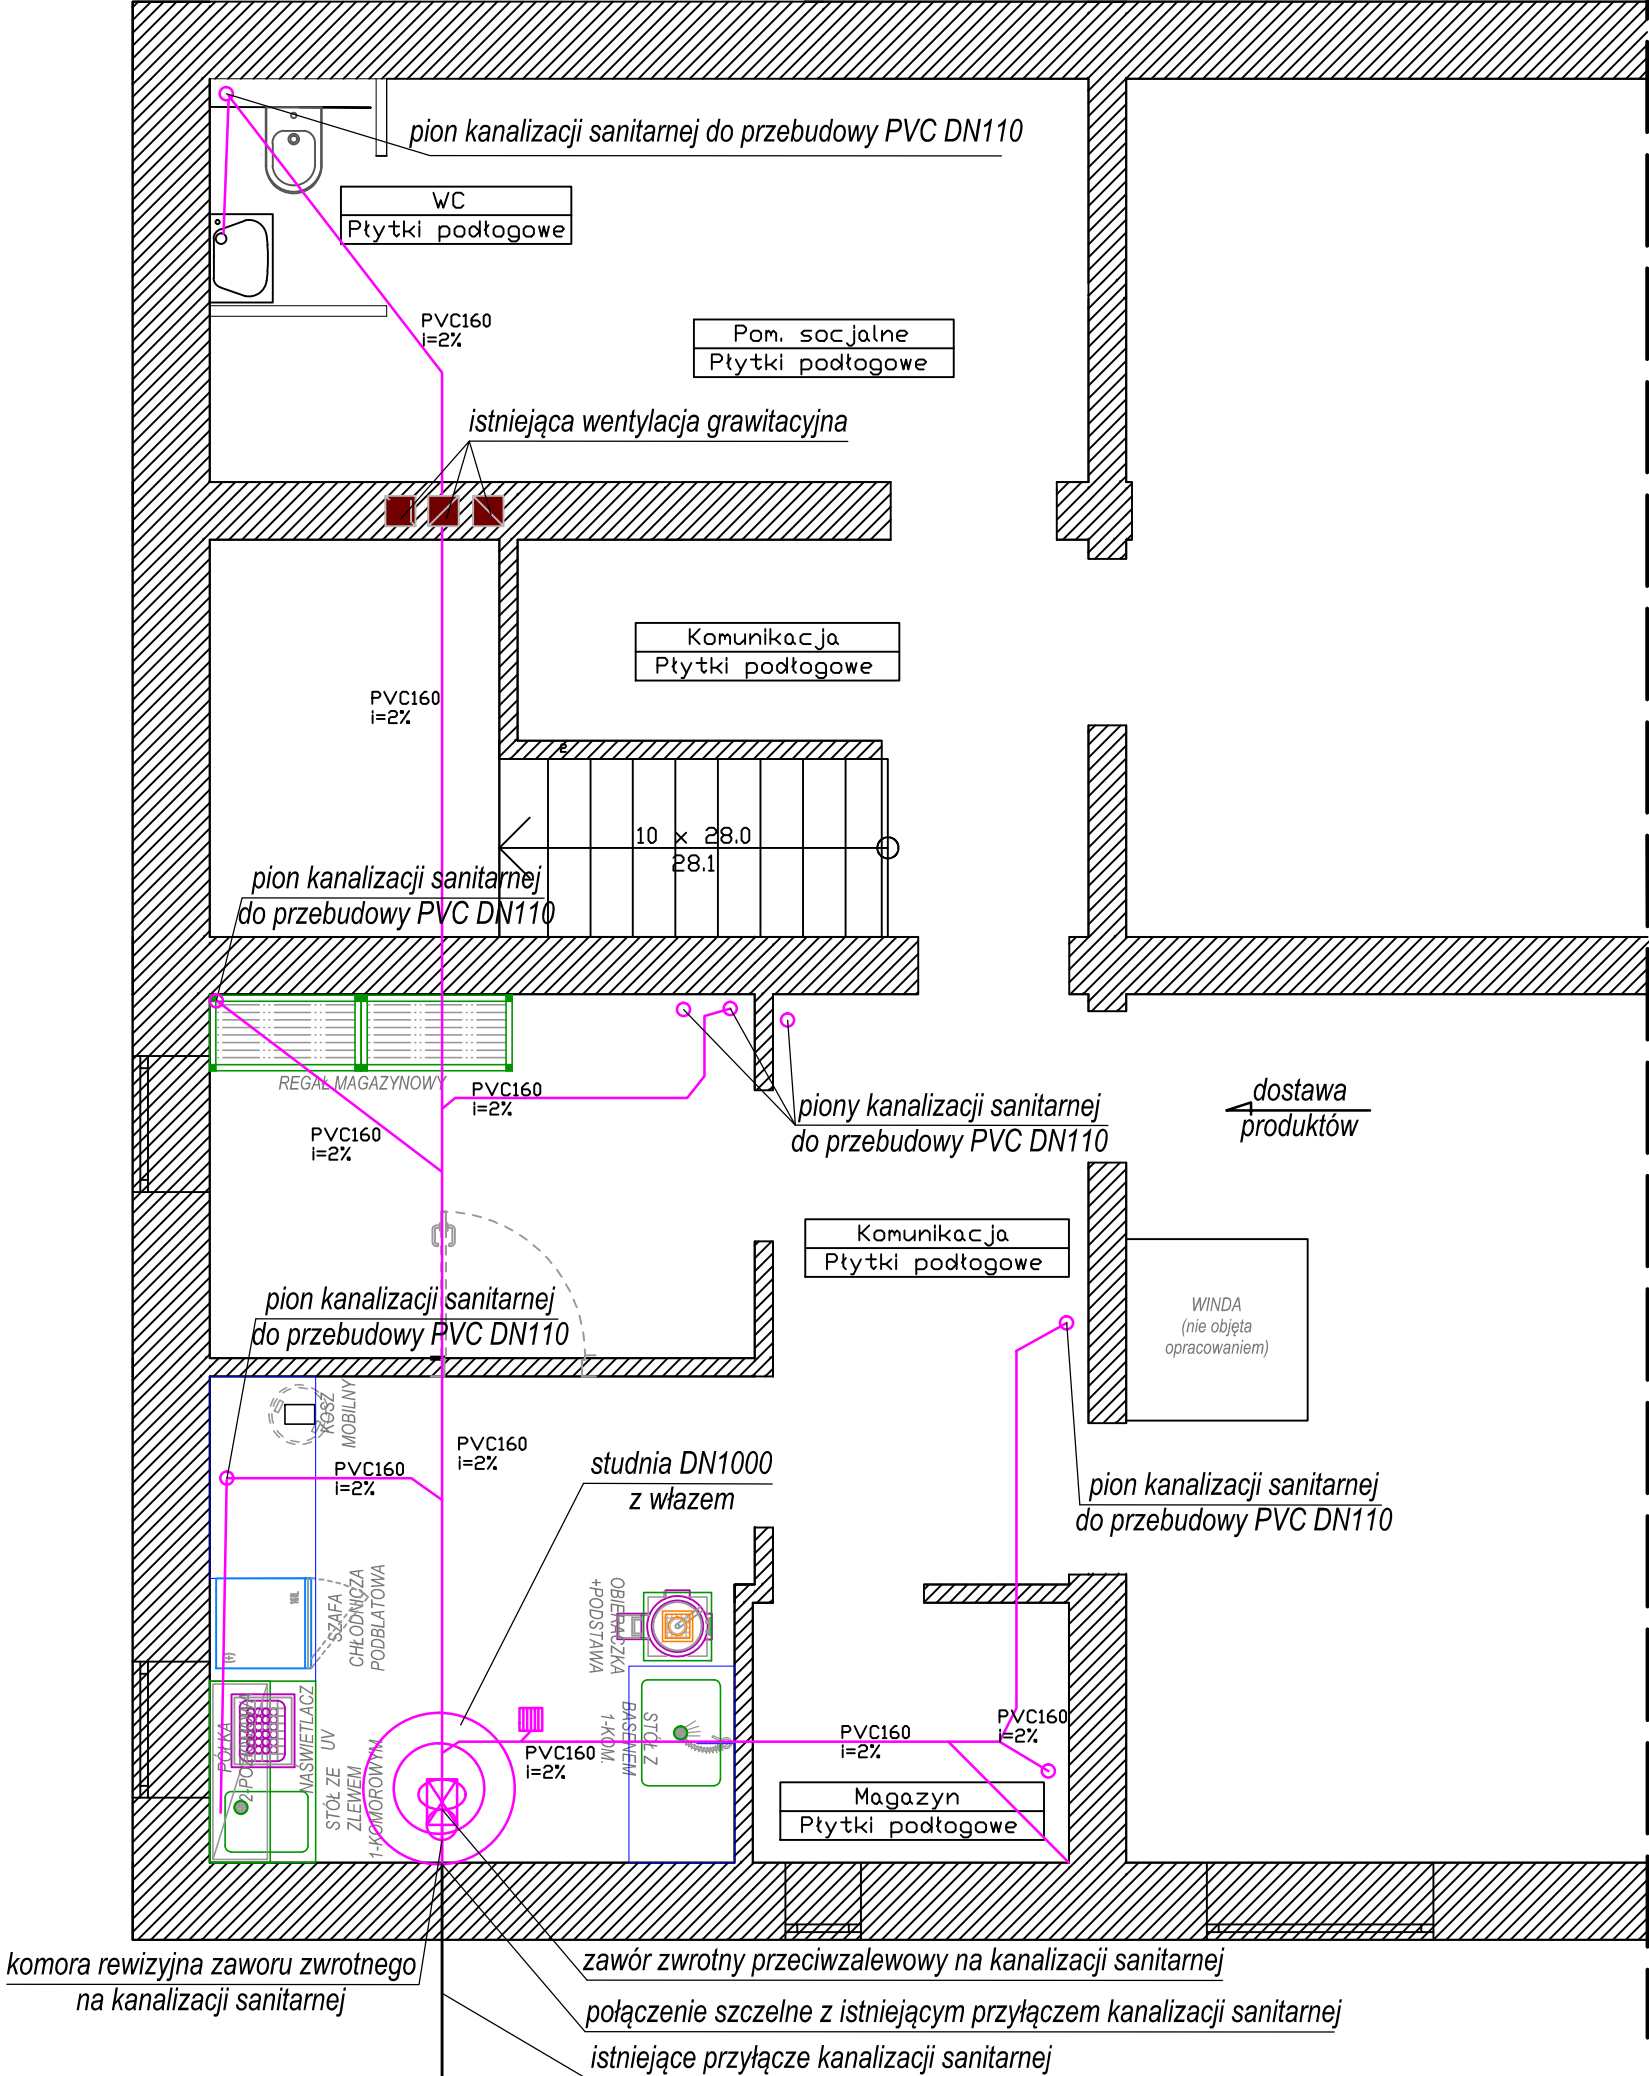 pion kanalizacji sanitarnej do przebudowy PVC DN110
WC
Płytki podłogowe
PVC160
i=2%
Pom. socjalne
Płytki podłogowe
istniejąca wentylacja grawitacyjna
Komunikacja
Płytki podłogowe
PVC160
i=2%
10 x 28.0
28.1
pion kanalizacji sanitarnej
do przebudowy PVC DN110
REGAŁ MAGAZYNOWY
PVC160
i=2%
PVC160
i=2%
piony kanalizacji sanitarnej
do przebudowy PVC DN110
dostawa
produktów
Komunikacja
Płytki podłogowe
WINDA
(nie objęta
opracowaniem)
pion kanalizacji sanitarnej
do przebudowy PVC DN110
KOSZ
MOBILNY
PVC160
i=2%
PVC160
i=2%
studnia DN1000
z włazem
pion kanalizacji sanitarnej
do przebudowy PVC DN110
SZAFA
CHŁODNICZA
PODBLATOWA
OBIERACZKA
+PODSTAWA
PÓŁKA
NAŚWIETLACZ
UV
STÓŁ ZE
ZLEWEM
1-KOMOROWYM
STÓŁ Z
BASENEM
1-KOM.
PVC160
i=2%
PVC160
i=2%
PVC160
i=2%
Magazyn
Płytki podłogowe
komora rewizyjna zaworu zwrotnego
na kanalizacji sanitarnej
zawór zwrotny przeciwzalewowy na kanalizacji sanitarnej
połączenie szczelne z istniejącym przyłączem kanalizacji sanitarnej
istniejące przyłącze kanalizacji sanitarnej